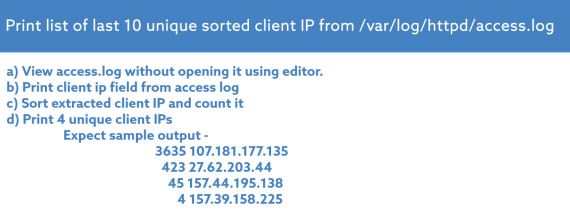 Print list of last 10 unique sorted client IP from /var/log/httpd/access.log
a) View access.log without opening it using editor.
b) Print client ip field from access log
c) Sort extracted client IP and count it
d) Print 4 unique client IPs
Expect sample output -
3635 107.181.177.135
423 27.62.203.44
45 157.44.195.138
4 157.39.158.225